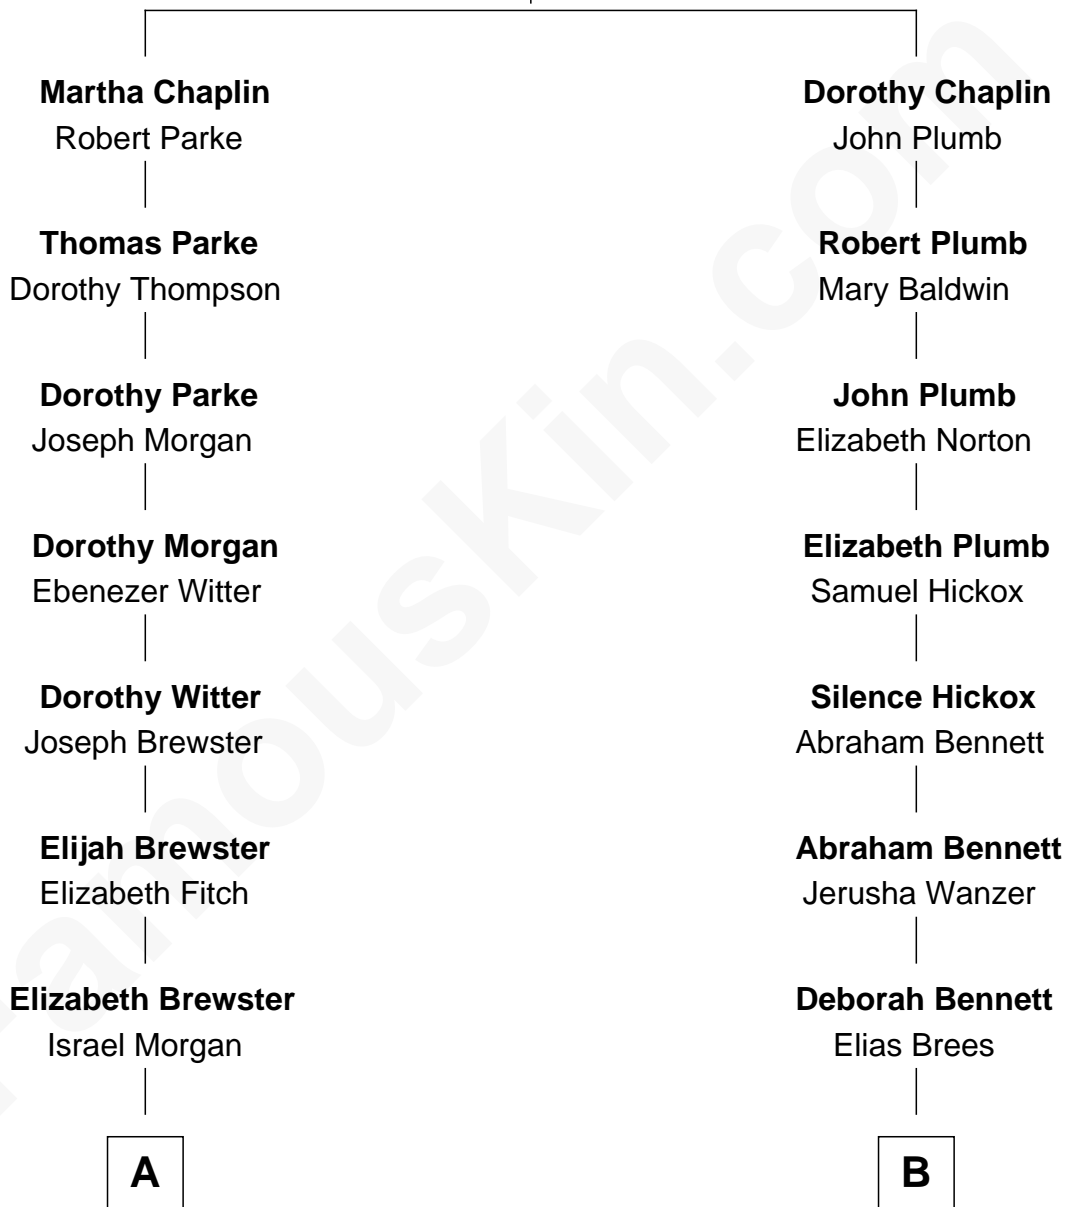 Martha Chaplin
Robert Parke
Thomas Parke
Dorothy Thompson
Dorothy Parke
Joseph Morgan
Dorothy Morgan
Ebenezer Witter
Dorothy Witter
Joseph Brewster
Elijah Brewster
Elizabeth Fitch
Elizabeth Brewster
Israel Morgan
A
Dorothy Chaplin
John Plumb
Robert Plumb
Mary Baldwin
John Plumb
Elizabeth Norton
Elizabeth Plumb
Samuel Hickox
Silence Hickox
Abraham Bennett
Abraham Bennett
Jerusha Wanzer
Deborah Bennett
Elias Brees
B
FamousKin.com